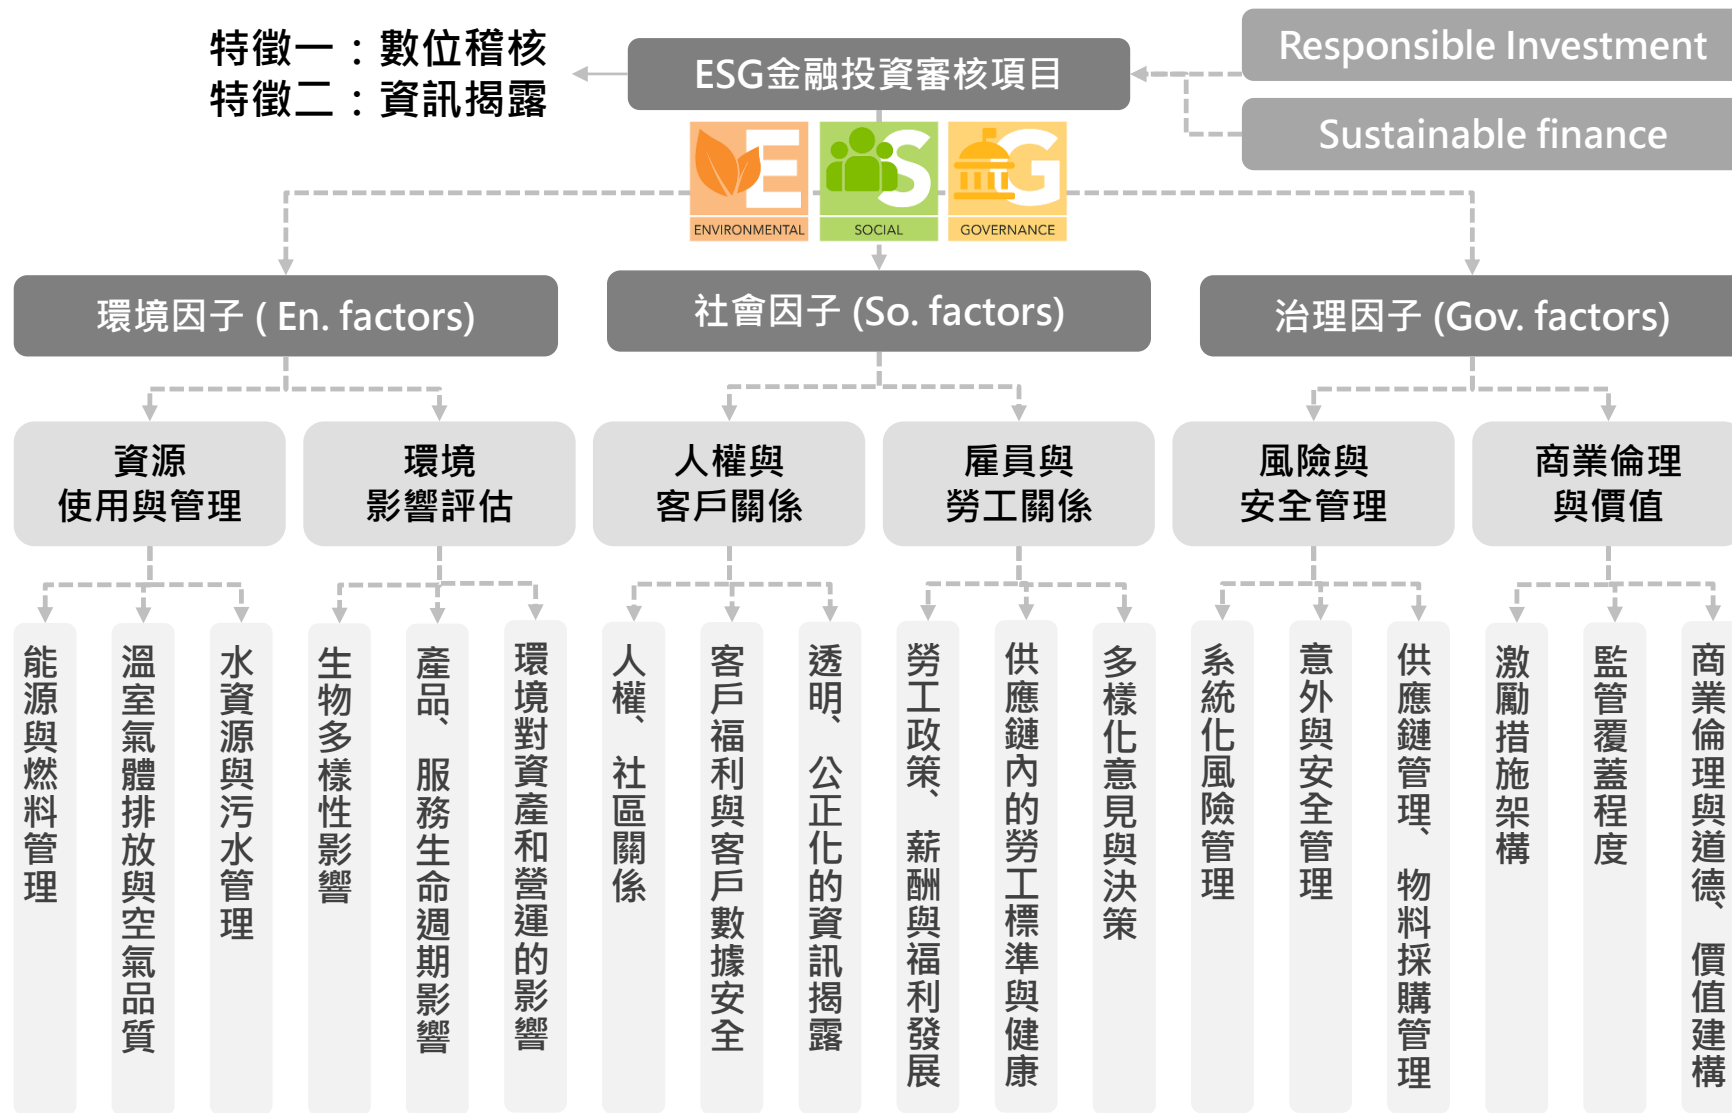 特徵一：數位稽核
特徵二：資訊揭露
ESG金融投資審核項目
Responsible Investment
Sustainable finance
E
S
G
ENVIRONMENTAL
SOCIAL
GOVERNANCE
環境因子 ( En. factors)
社會因子 (So. factors)
治理因子 (Gov. factors)
資源
使用與管理
環境
影響評估
人權與
客戶關係
雇員與
勞工關係
風險與
安全管理
商業倫理
與價值
能源與燃料管理
溫室氣體排放與空氣品質
水資源與污水管理
生物多樣性影響
產品、服務生命週期影響
環境對資產和營運的影響
人權、社區關係
客戶福利與客戶數據安全
透明、公正化的資訊揭露
勞工政策、薪酬與福利發展
供應鏈內的勞工標準與健康
多樣化意見與決策
系統化風險管理
意外與安全管理
供應鏈管理、物料採購管理
激勵措施架構
監管覆蓋程度
商業倫理與道德、價值建構